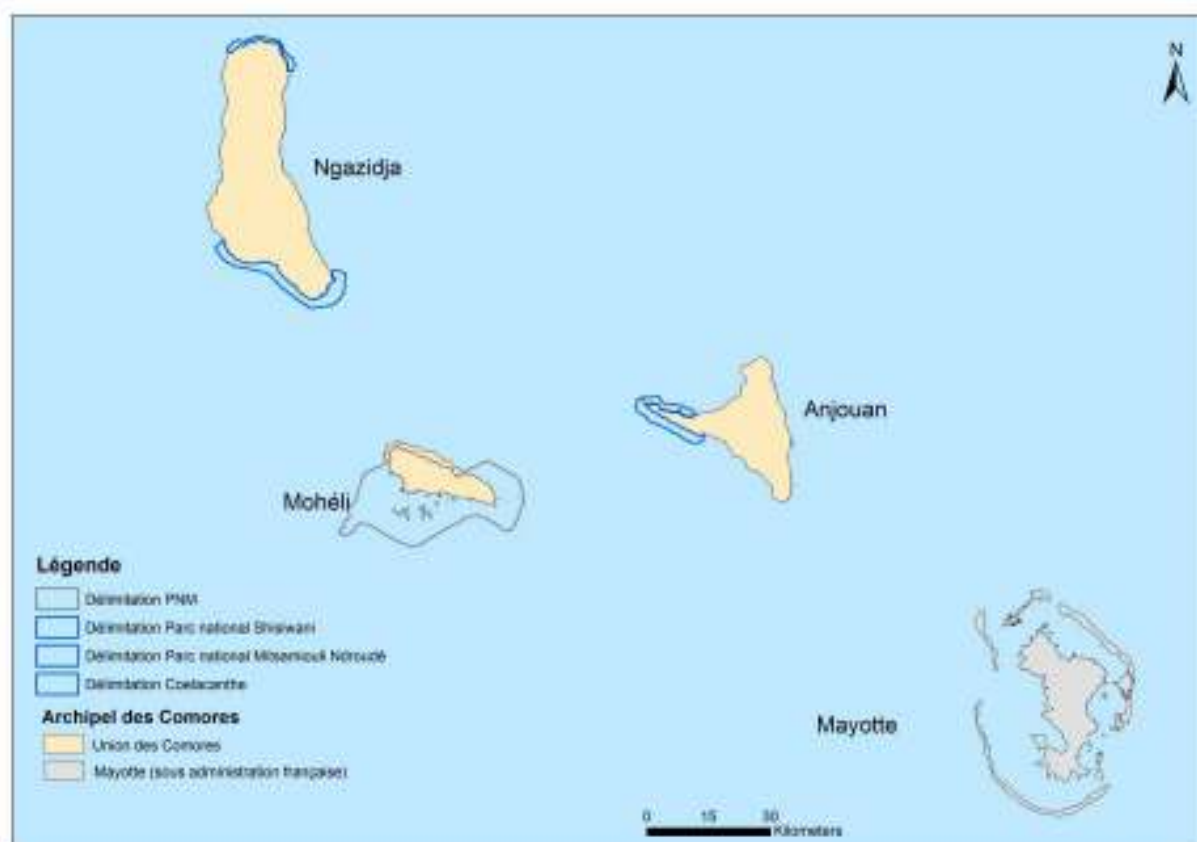 N
Ngazidja
Anjouan
Mohéli
Mayotte
Légende
Délimitation PNM
Délimitation Parc national Shisiwani
Délimitation Parc national Mitsamiouli Ndroudé
Délimitation Coelacanthe
Archipel des Comores
Union des Comores
Mayotte (sous administration française)
0 15 30
Kilometers